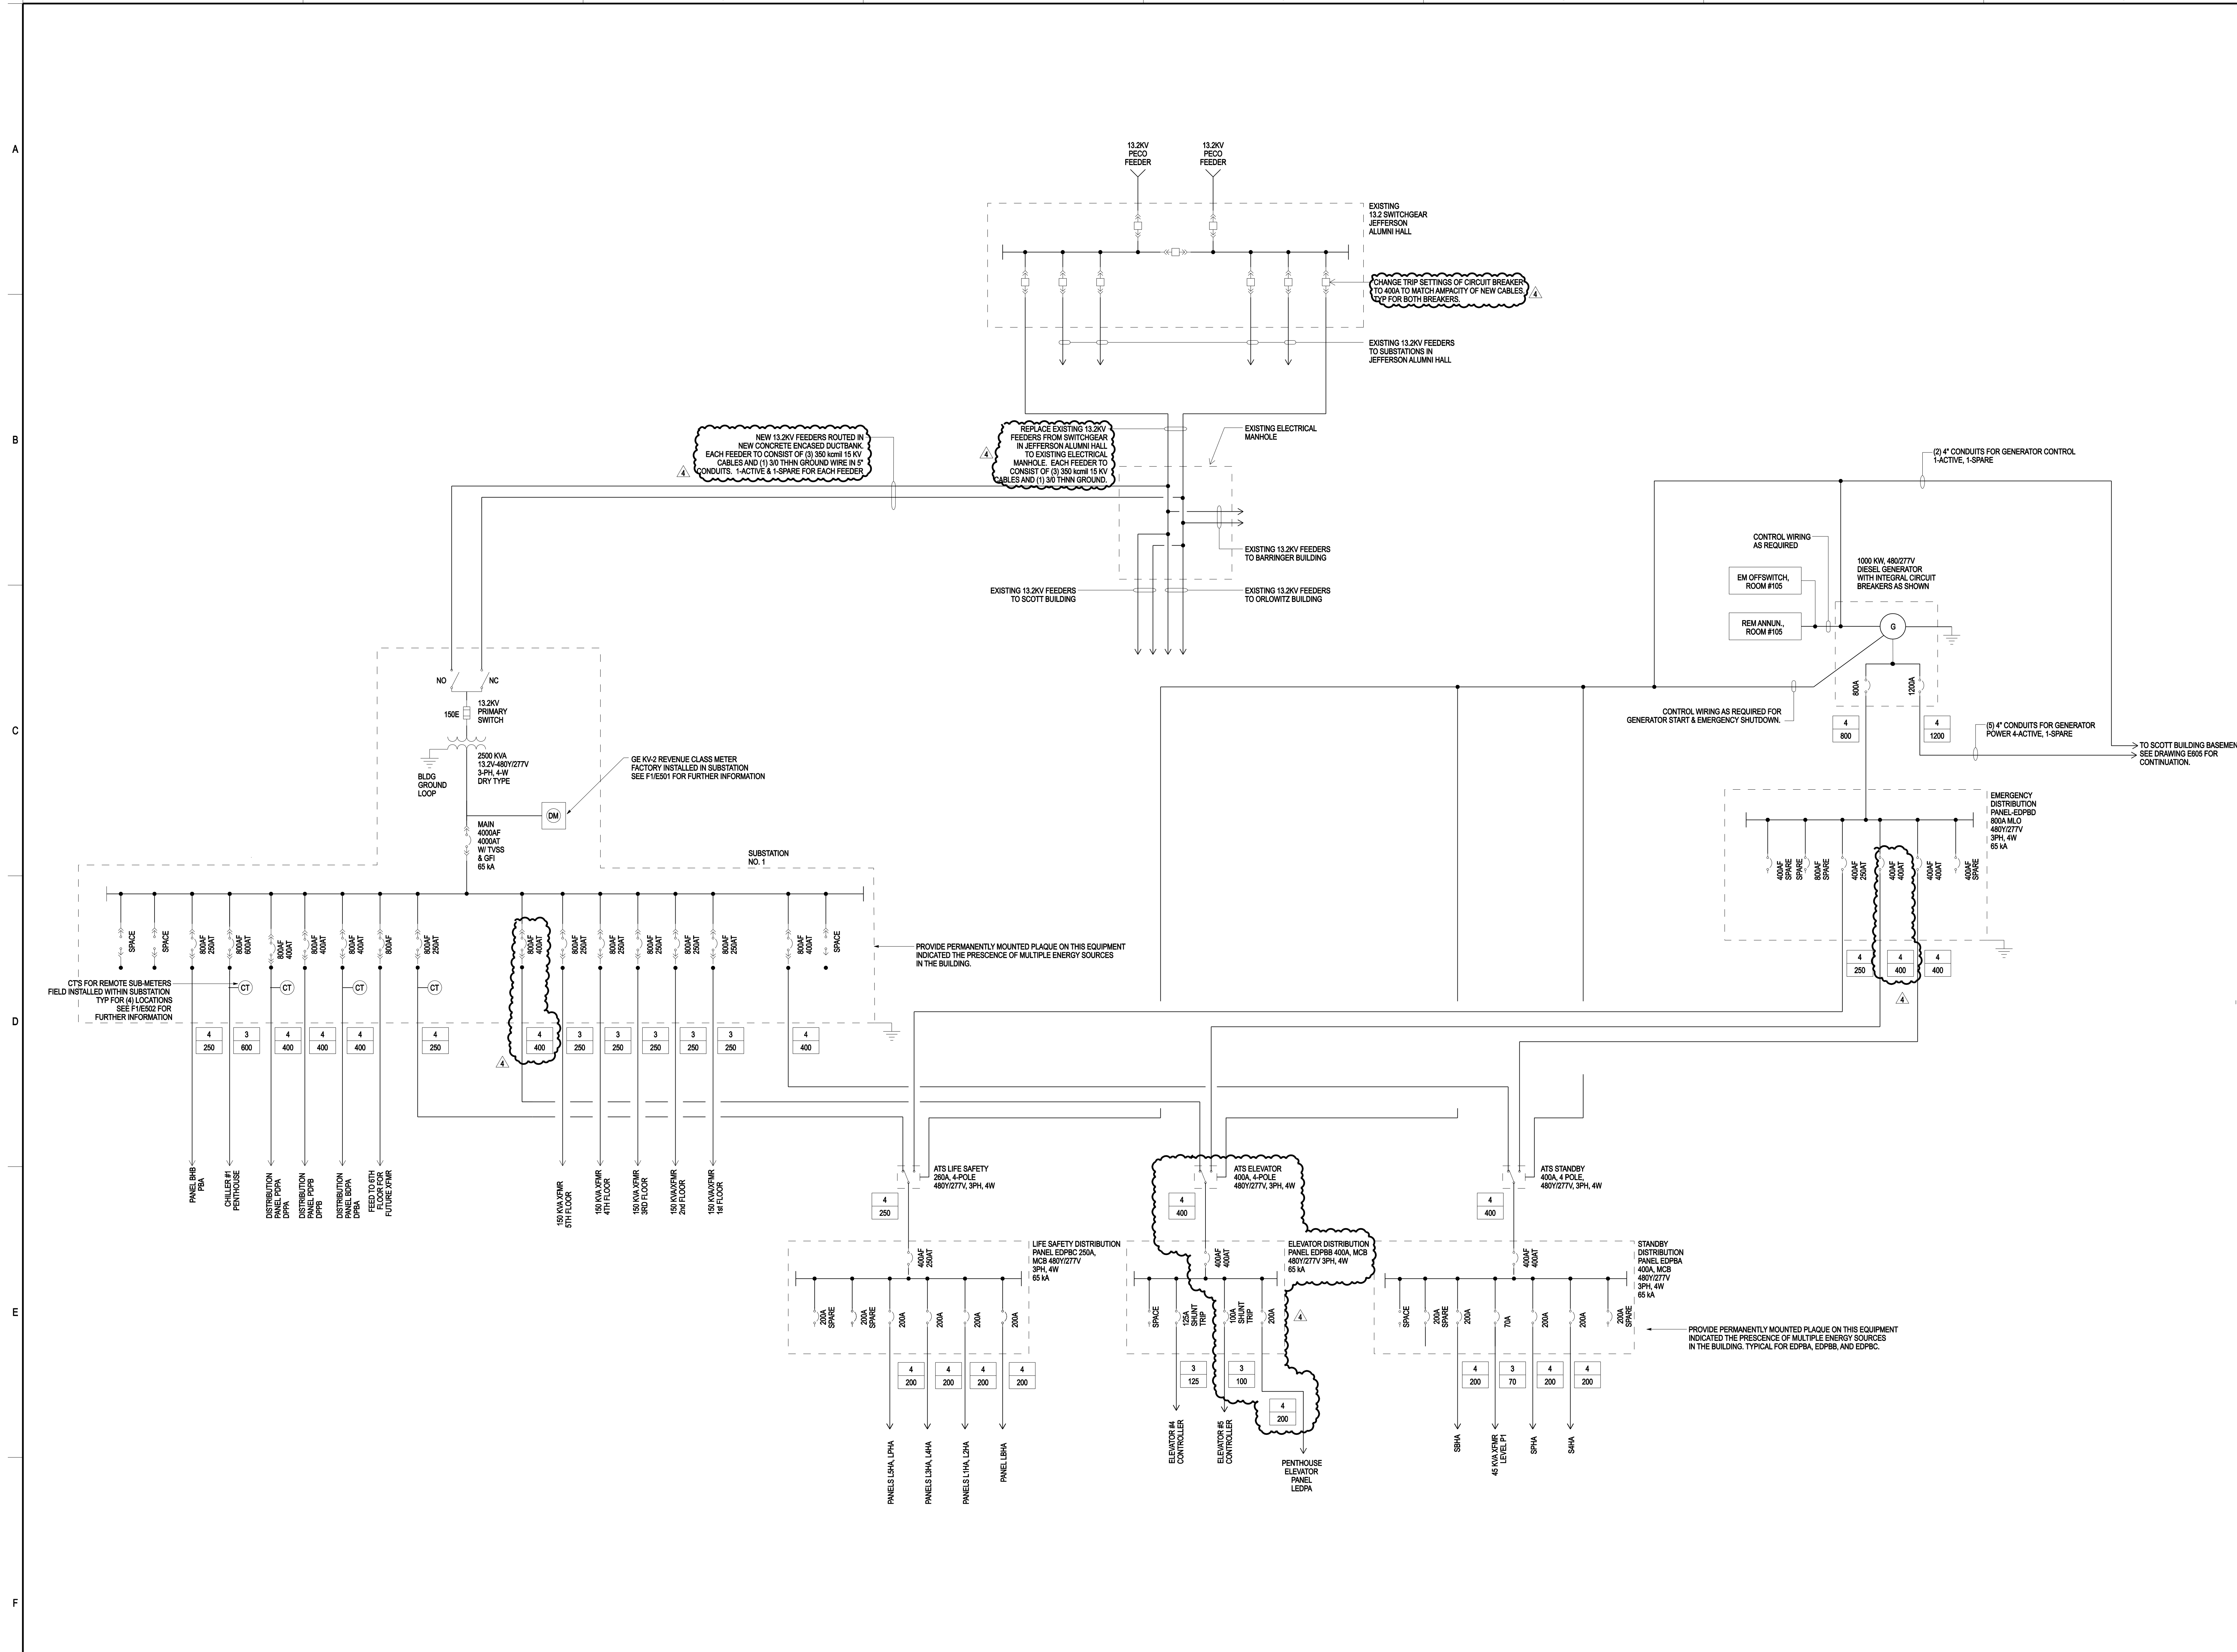 A
B
C
D
E
F
13.2KV
PECO
FEEDER
13.2KV
PECO
FEEDER
EXISTING
13.2 SWITCHGEAR
JEFFERSON
ALUMNI HALL
CHANGE TRIP SETTINGS OF CIRCUIT BREAKER
TO 400A TO MATCH AMPACITY OF NEW CABLES.
TYP FOR BOTH BREAKERS.
4
EXISTING 13.2KV FEEDERS
TO SUBSTATIONS IN
JEFFERSON ALUMNI HALL
NEW 13.2KV FEEDERS ROUTED IN
NEW CONCRETE ENCASED DUCTBANK.
EACH FEEDER TO CONSIST OF (3) 350 kcmil 15 KV
CABLES AND (1) 3/0 THHN GROUND WIRE IN 5"
CONDUITS. 1-ACTIVE & 1-SPARE FOR EACH FEEDER
4
REPLACE EXISTING 13.2KV
FEEDERS FROM SWITCHGEAR
IN JEFFERSON ALUMNI HALL
TO EXISTING ELECTRICAL
MANHOLE. EACH FEEDER TO
CONSIST OF (3) 350 kcmil 15 KV
CABLES AND (1) 3/0 THNN GROUND.
4
EXISTING ELECTRICAL
MANHOLE
EXISTING 13.2KV FEEDERS
TO BARRINGER BUILDING
EXISTING 13.2KV FEEDERS
TO SCOTT BUILDING
EXISTING 13.2KV FEEDERS
TO ORLOWITZ BUILDING
(2) 4" CONDUITS FOR GENERATOR CONTROL
1-ACTIVE, 1-SPARE
CONTROL WIRING
AS REQUIRED
1000 KW, 480/277V
DIESEL GENERATOR
WITH INTEGRAL CIRCUIT
BREAKERS AS SHOWN
EM OFFSWITCH,
ROOM #105
REM ANNUN.,
ROOM #105
G
800A
1200A
CONTROL WIRING AS REQUIRED FOR
GENERATOR START & EMERGENCY SHUTDOWN.
4
800
4
1200
(5) 4" CONDUITS FOR GENERATOR
POWER 4-ACTIVE, 1-SPARE
TO SCOTT BUILDING BASEMEN
SEE DRAWING E605 FOR
CONTINUATION.
NO
NC
150E
13.2KV
PRIMARY
SWITCH
2500 KVA
13.2V-480Y/277V
3-PH, 4-W
DRY TYPE
BLDG
GROUND
LOOP
GE KV-2 REVENUE CLASS METER
FACTORY INSTALLED IN SUBSTATION
SEE F1/E501 FOR FURTHER INFORMATION
DM
MAIN
4000AF
4000AT
W/ TVSS
& GFI
65 kA
SUBSTATION
NO. 1
EMERGENCY
DISTRIBUTION
PANEL-EDPBD
800A MLO
480Y/277V
3PH, 4W
65 kA
400AF
SPARE
SPARE
800AF
SPARE
400AF
250AT
400AF
400AT
400AF
400AT
400AF
SPARE
4
250
4
400
4
400
4
SPACE
SPACE
800AF
250AT
800AF
600AT
800AF
400AT
800AF
400AT
800AF
400AT
800AF
800AF
250AT
800AF
400AT
800AF
250AT
800AF
250AT
800AF
250AT
800AF
250AT
800AF
250AT
800AF
400AT
SPACE
PROVIDE PERMANENTLY MOUNTED PLAQUE ON THIS EQUIPMENT
INDICATED THE PRESCENCE OF MULTIPLE ENERGY SOURCES
IN THE BUILDING.
CT'S FOR REMOTE SUB-METERS
FIELD INSTALLED WITHIN SUBSTATION
TYP FOR (4) LOCATIONS
SEE F1/E502 FOR
FURTHER INFORMATION
CT
CT
CT
CT
4
250
3
600
4
400
4
400
4
400
4
250
4
400
3
250
3
250
3
250
3
250
3
250
4
400
4
PANEL BHB
PBA
CHILLER #1
PENTHOUSE
DISTRIBUTION
PANEL PDPA
DPPA
DISTRIBUTION
PANEL PDPB
DPPB
DISTRIBUTION
PANEL BDPA
DPBA
FEED TO 6TH
FLOOR FOR
FUTURE XFMR
150 KVA XFMR
5TH FLOOR
150 KVA XFMR
4TH FLOOR
150 KVA XFMR
3RD FLOOR
150 KVA/XFMR
2nd FLOOR
150 KVA/XFMR
1st FLOOR
ATS LIFE SAFETY
260A, 4-POLE
480Y/277V, 3PH, 4W
4
250
ATS ELEVATOR
400A, 4-POLE
480Y/277V, 3PH, 4W
4
400
ATS STANDBY
400A, 4 POLE,
480Y/277V, 3PH, 4W
4
400
400AF
250AT
LIFE SAFETY DISTRIBUTION
PANEL EDPBC 250A,
MCB 480Y/277V
3PH, 4W
65 kA
400AF
400AT
ELEVATOR DISTRIBUTION
PANEL EDPBB 400A, MCB
480Y/277V 3PH, 4W
65 kA
400AF
400AT
STANDBY
DISTRIBUTION
PANEL EDPBA
400A, MCB
480Y/277V
3PH, 4W
65 kA
200A
SPARE
200A
SPARE
200A
200A
200A
200A
SPACE
125A
SHUNT
TRIP
100A
SHUNT
TRIP
200A
4
SPACE
200A
SPARE
200A
70A
200A
200A
200A
SPARE
PROVIDE PERMANENTLY MOUNTED PLAQUE ON THIS EQUIPMENT
INDICATED THE PRESCENCE OF MULTIPLE ENERGY SOURCES
IN THE BUILDING. TYPICAL FOR EDPBA, EDPBB, AND EDPBC.
4
200
4
200
4
200
4
200
3
125
3
100
4
200
4
200
3
70
4
200
4
200
PANELS L5HA, LPHA
PANELS L3HA, L4HA
PANELS L1HA, L2HA
PANEL LBHA
ELEVATOR #4
CONTROLLER
ELEVATOR #5
CONTROLLER
PENTHOUSE
ELEVATOR
PANEL
LEDPA
SBHA
45 KVA XFMR
LEVEL P1
SPHA
S4HA